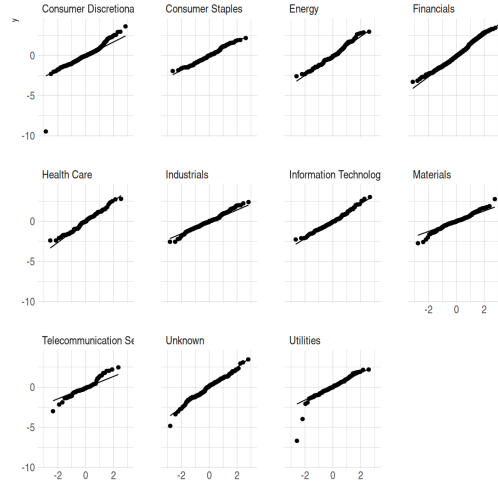 y
Consumer Discretiona
Consumer Staples
Energy
Financials
0
-5
-10
Health Care
Industrials
Information Technolog
Materials
0
-5
-10
-2 0 2
Telecommunication Se
Unknown
Utilities
0
-5
-10
-2 0 2
-2 0 2
-2 0 2